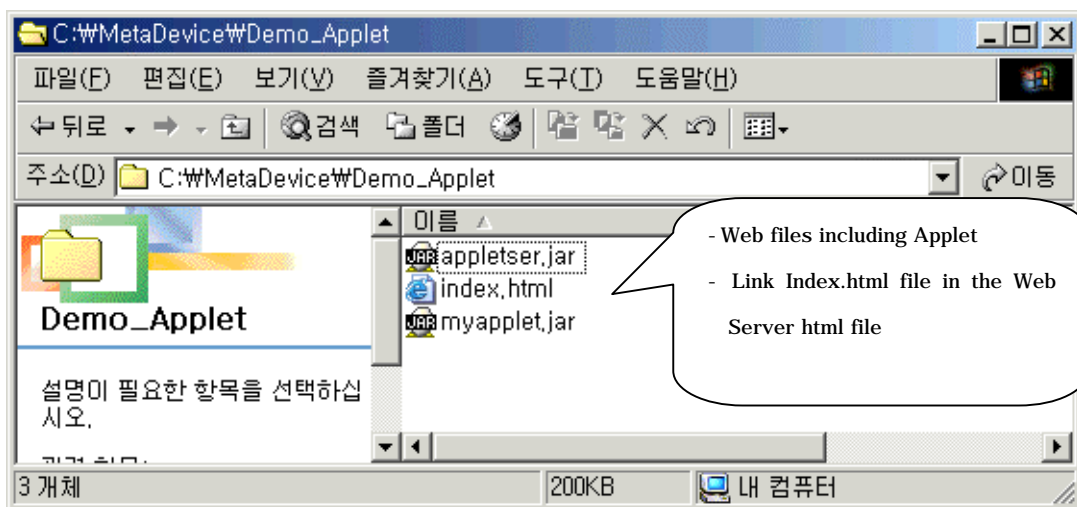 C:₩MetaDevice₩Demo_Applet
파일(F) 편집(E) 보기(V) 즐겨찾기(A) 도구(T) 도움말(H)
뒤로 검색 폴더
주소(D) C:₩MetaDevice₩Demo_Applet 이동
이름
appletser.jar
index.html
myapplet.jar
Demo_Applet
설명이 필요한 항목을 선택하십
시오.
- Web files including Applet
- Link Index.html file in the Web
Server html file
3 개체 200KB 내 컴퓨터